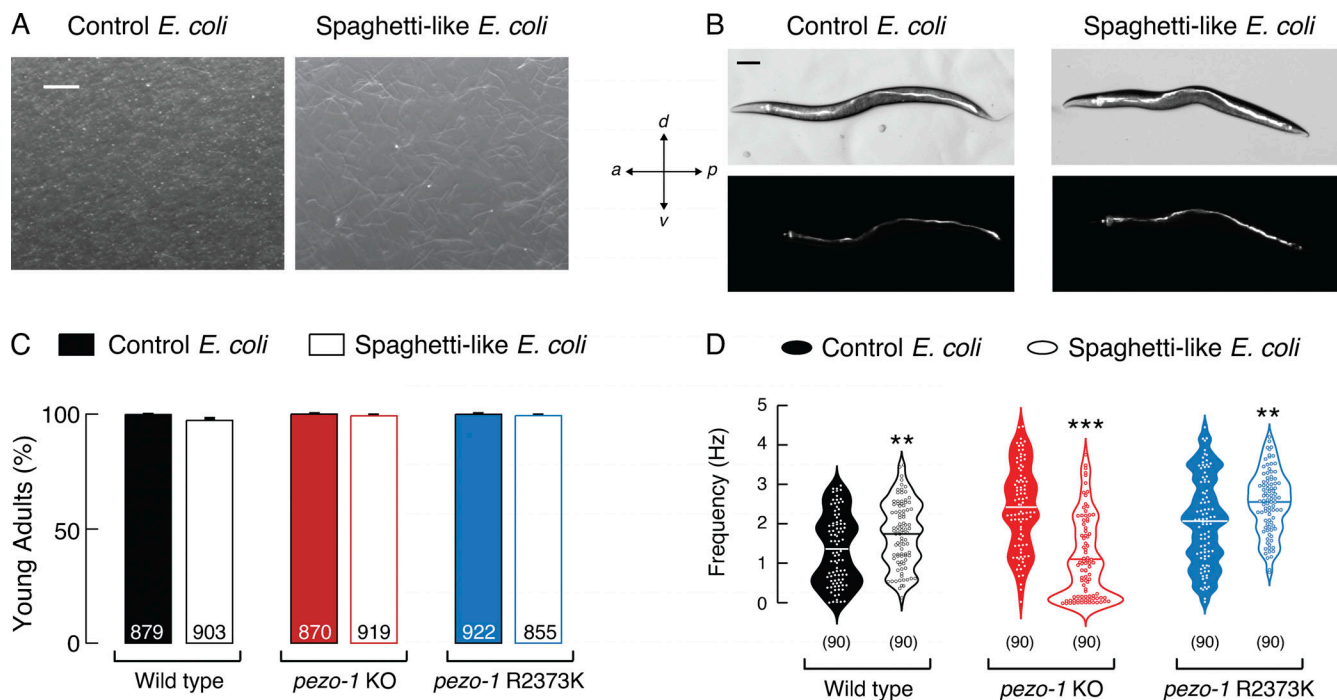 A Control E. coli Spaghetti-like E. coli
a d p v
B Control E. coli Spaghetti-like E. coli
C Control E. coli Spaghetti-like E. coli
Young Adults (%)
100
50
0
879 903 870 919 922 855
Wild type pezo-1 KO pezo-1 R2373K
D Control E. coli Spaghetti-like E. coli
Frequency (Hz)
5
4
3
2
1
0
** *** **
(90) (90) (90) (90) (90) (90)
Wild type pezo-1 KO pezo-1 R2373K